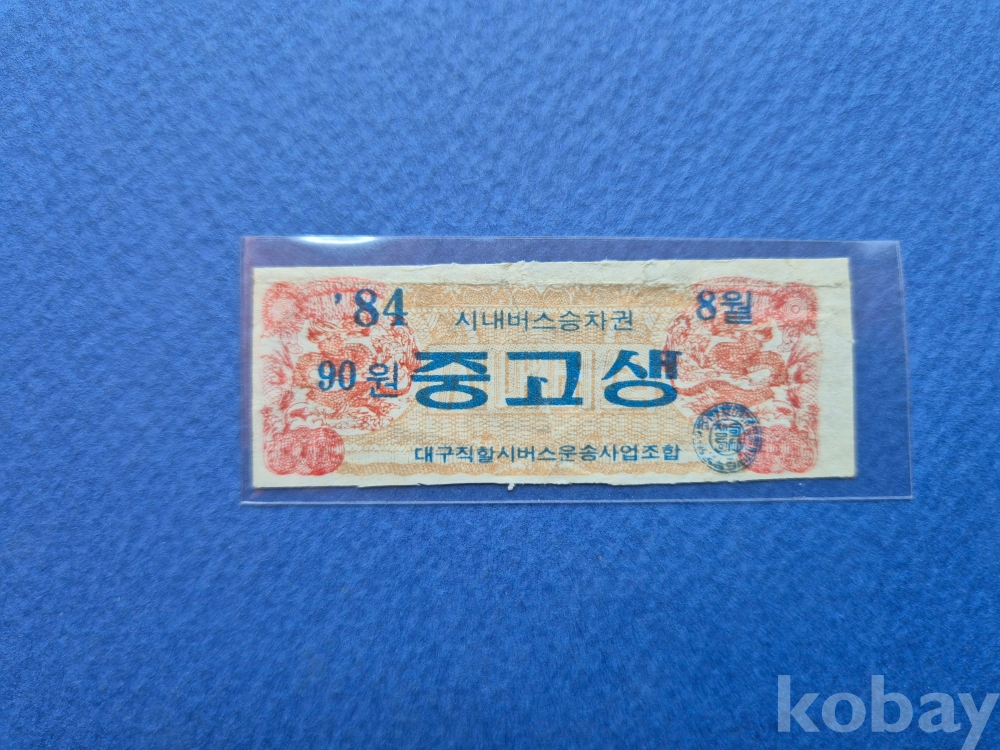 '84 시내버스승차권 8월
90원 중고생
대구직할시버스운송사업조합
kobay